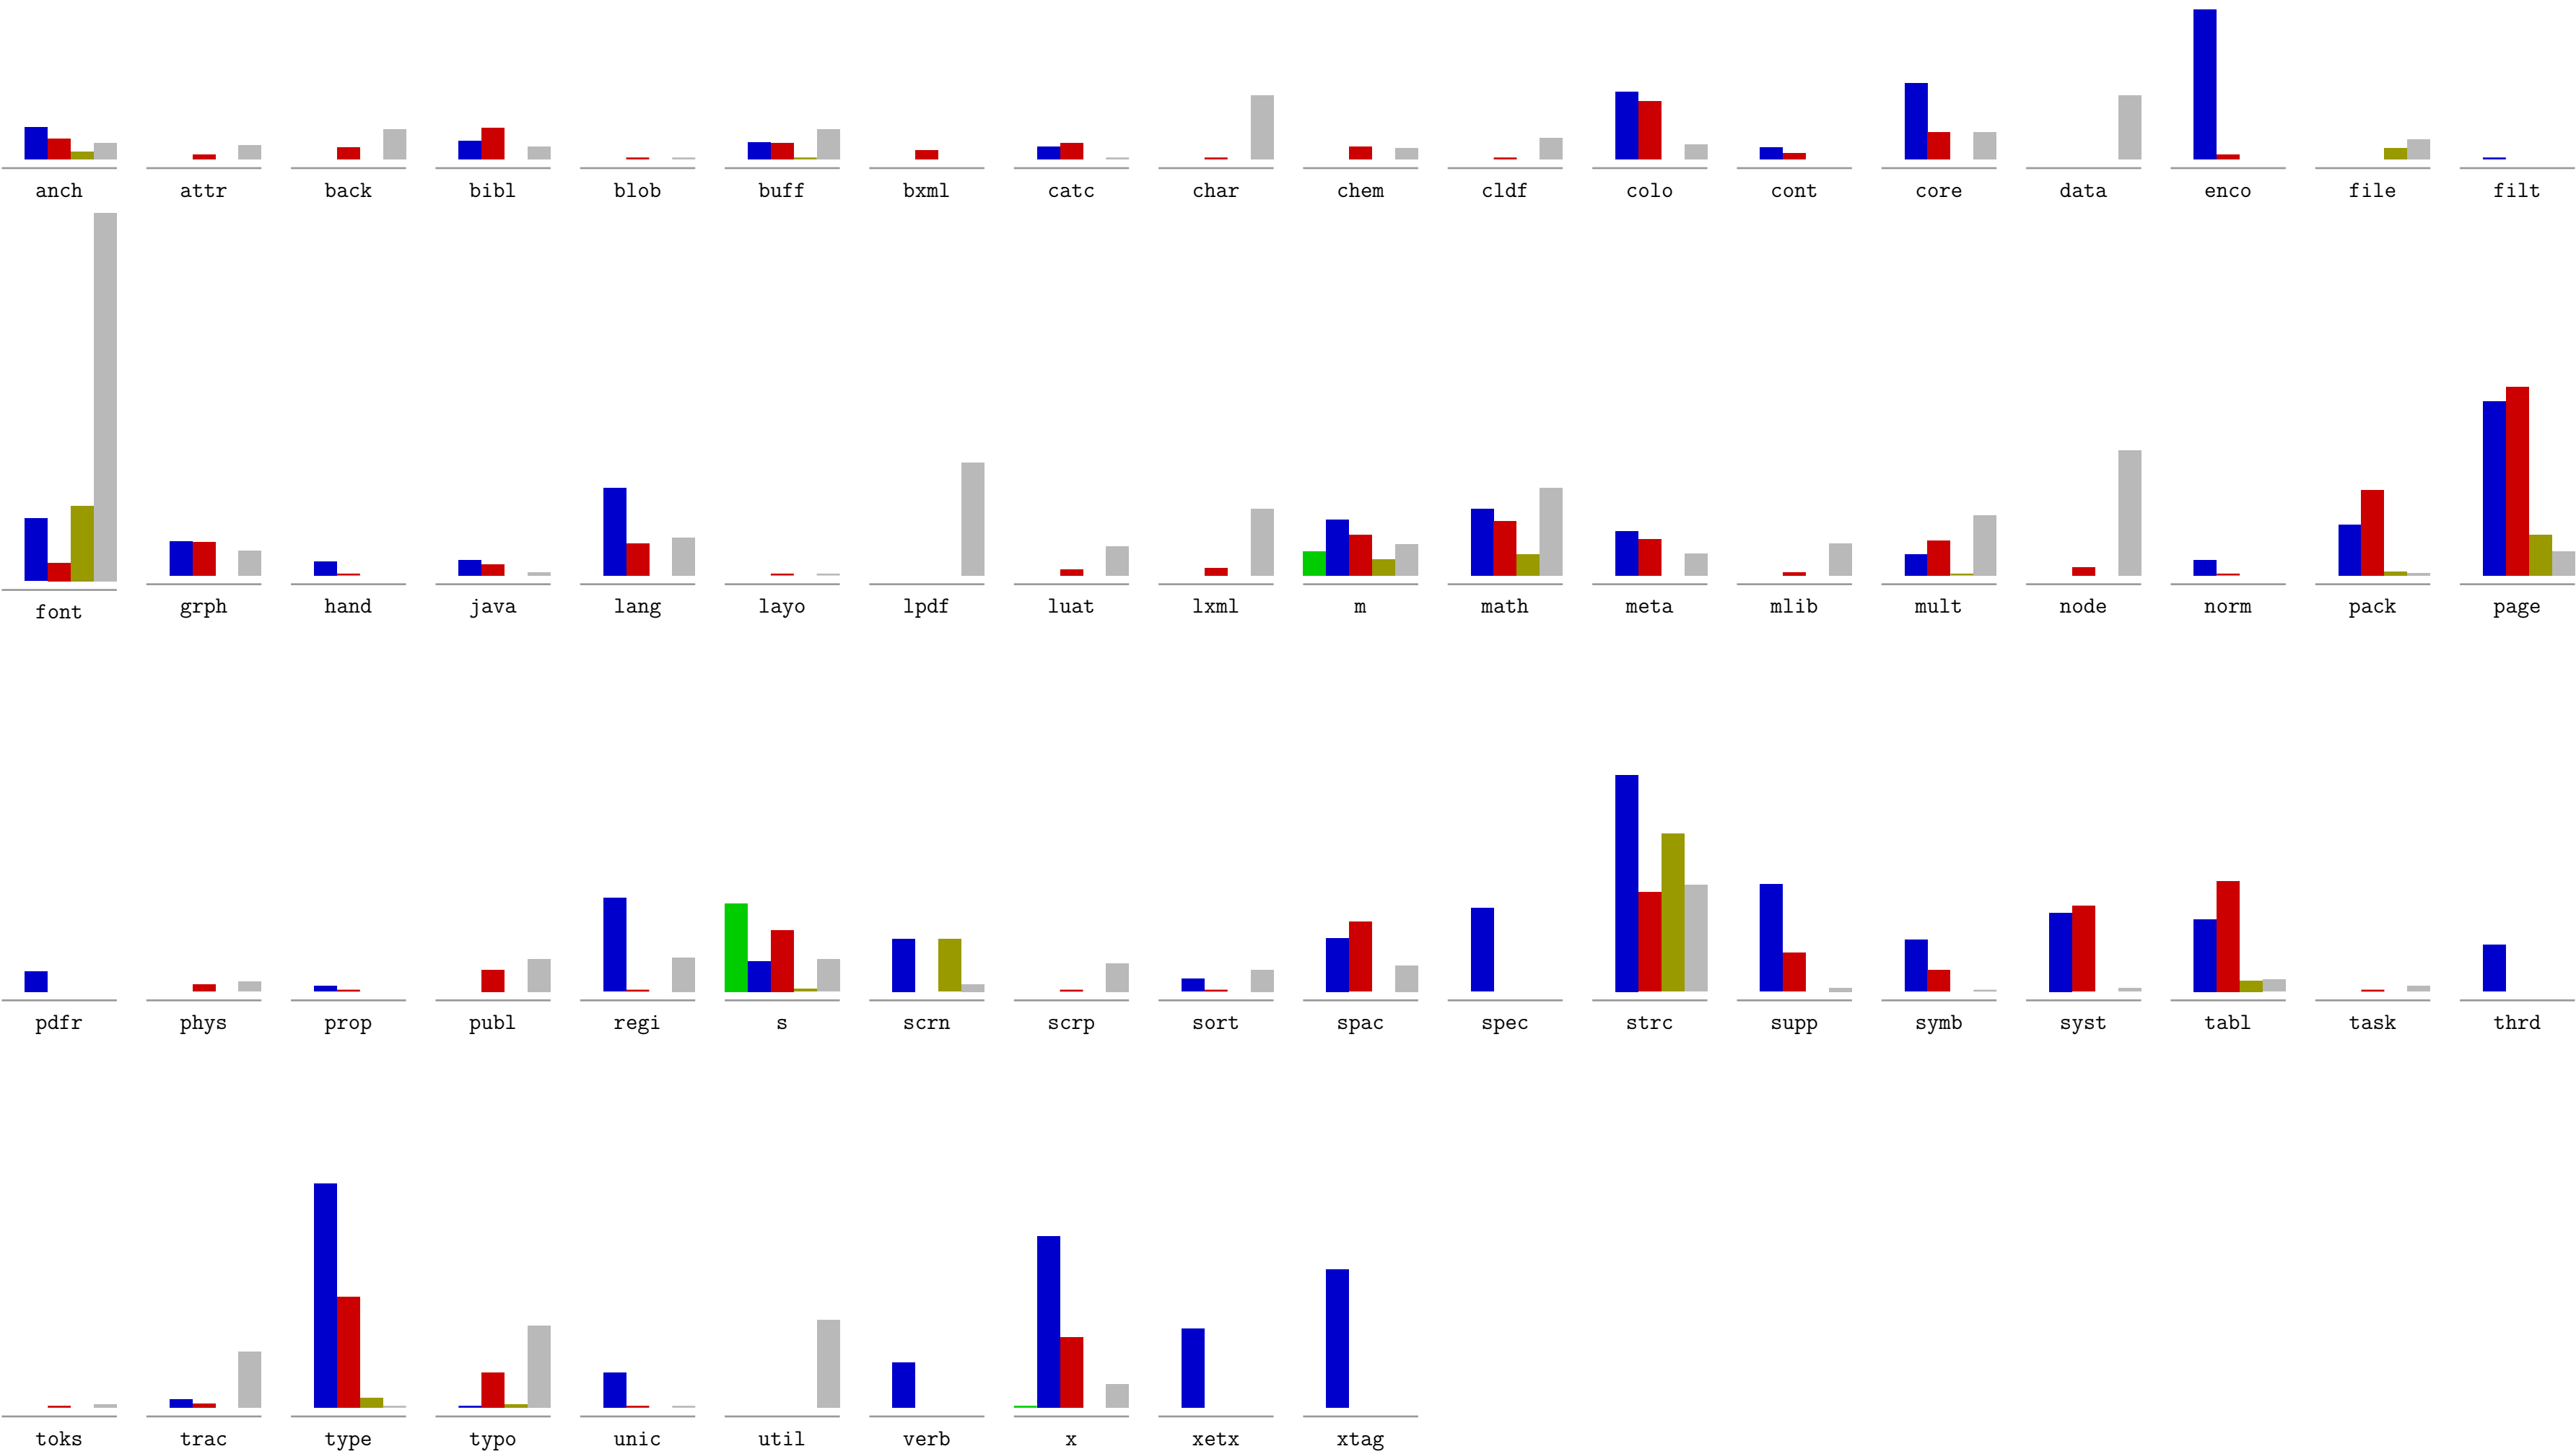 anch attr back bibl blob buff bxml catc char chem cldf colo cont core data enco file filt
font grph hand java lang layo lpdf luat lxml m math meta mlib mult node norm pack page
pdfr phys prop publ regi s scrn scrp sort spac spec strc supp symb syst tabl task thrd
toks trac type typo unic util verb x xetx xtag